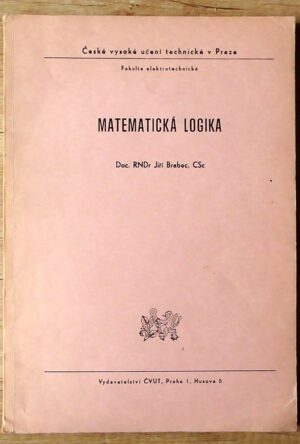 České vysoké učení technické v Praze
Fakulta elektrotechnická
MATEMATICKÁ LOGIKA
Doc. RNDr Jiří Brabec, CSc
Vydavatelství ČVUT, Praha 1, Husova 5